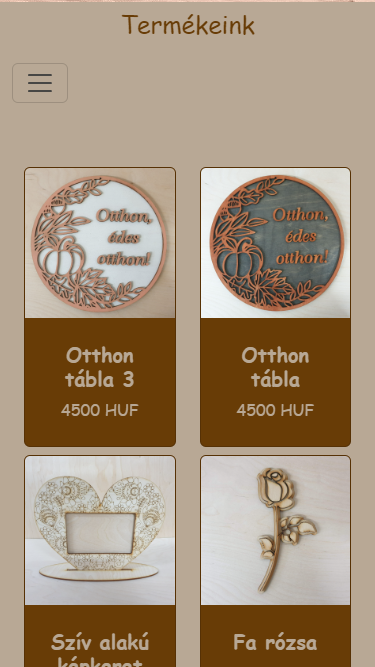 Termékeink
Otthon,
édes
otthon!
Otthon,
édes
otthon!
Otthon
tábla 3
4500 HUF
Otthon
tábla
4500 HUF
Szív alakú
képkeret
Fa rózsa